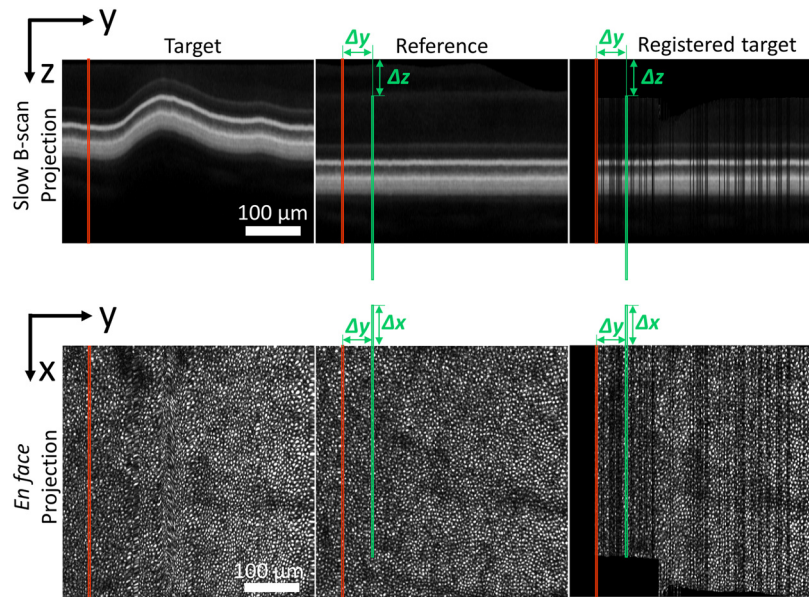 y
Target
Reference
Registered target
Δy
Δy
z
Δz
Δz
Slow B-scan
Projection
100 µm
y
Δx
Δx
Δy
Δy
x
En face
Projection
100 µm